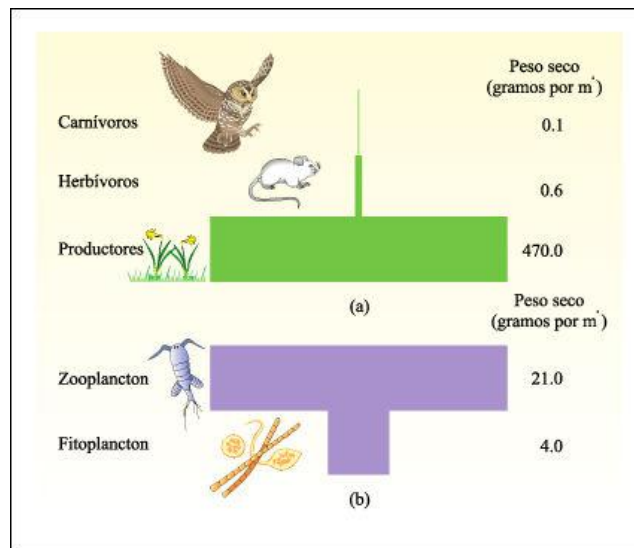 Peso seco
(gramos por m²)
Carnívoros
0.1
Herbívoros
0.6
Productores
470.0
(a)
Peso seco
(gramos por m²)
Zooplancton
21.0
Fitoplancton
4.0
(b)